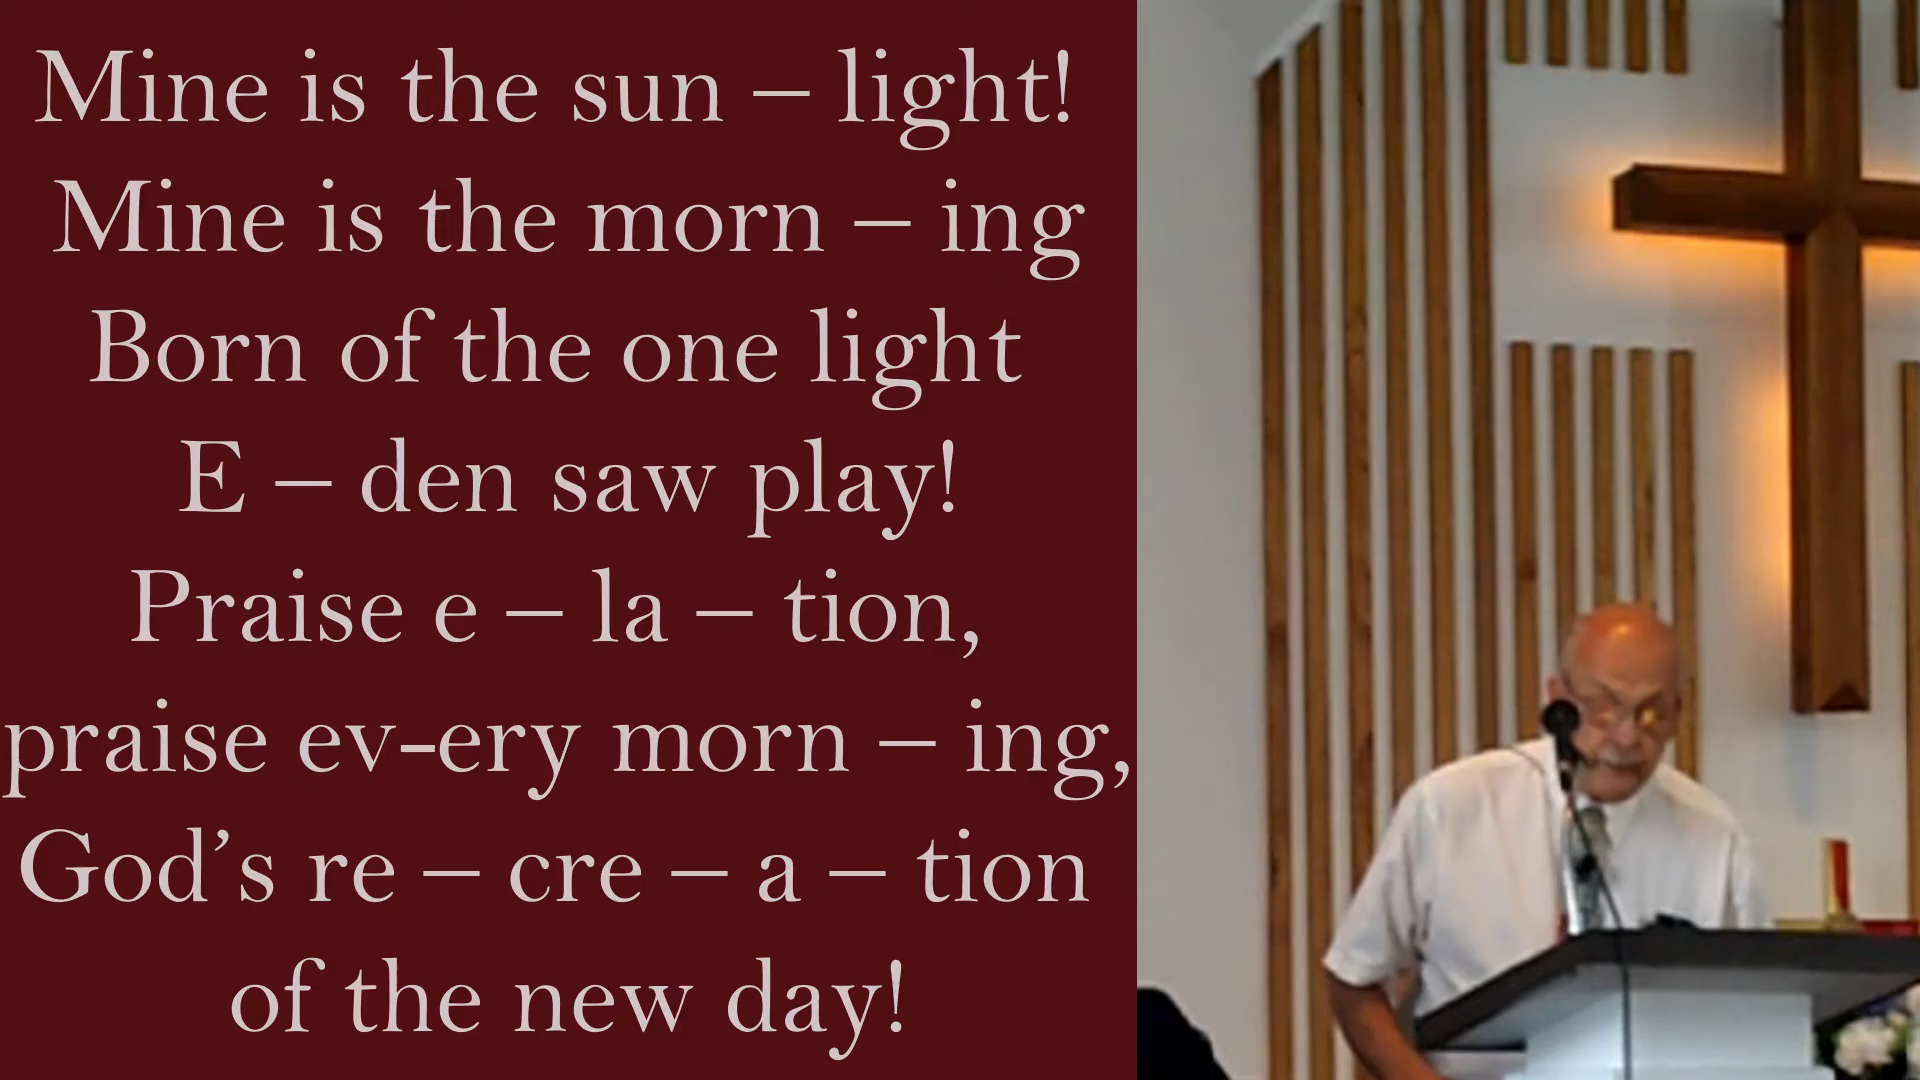 Mine is the sun – light!
Mine is the morn – ing
Born of the one light
E – den saw play!
Praise e – la – tion,
praise ev-ery morn – ing,
God’s re – cre – a – tion
of the new day!